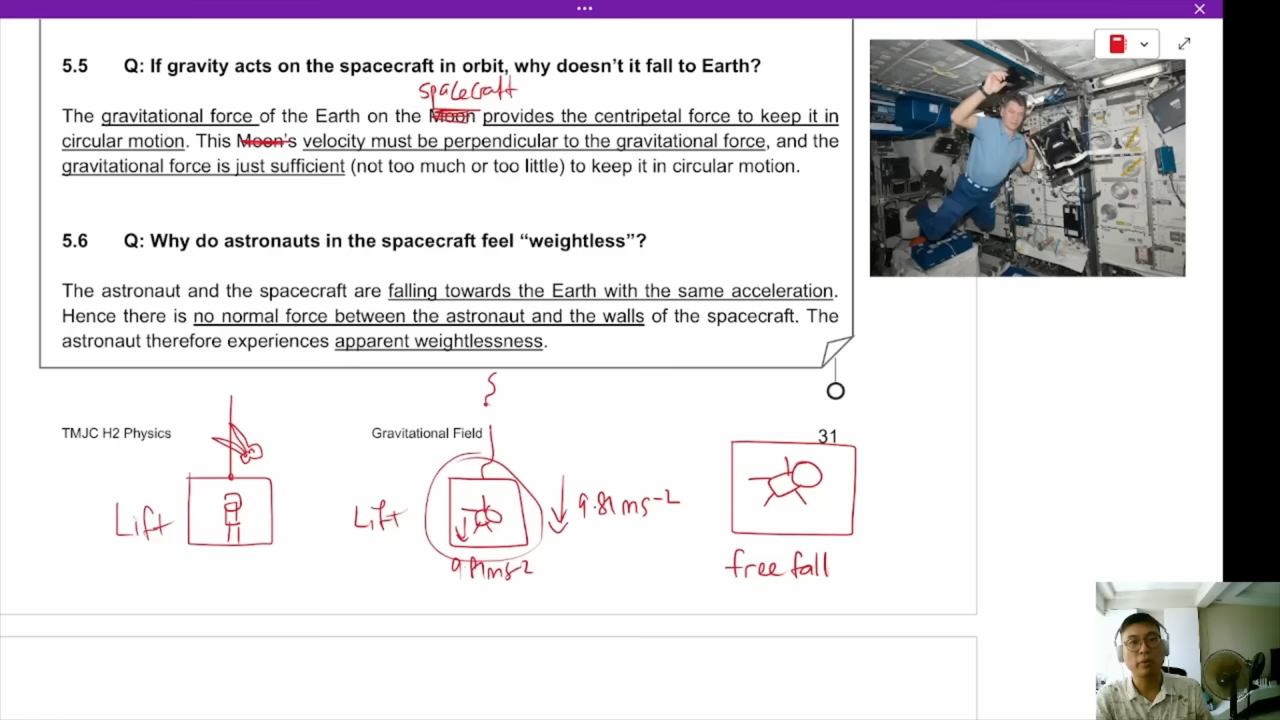 5.5 Q: If gravity acts on the spacecraft in orbit, why doesn't it fall to Earth?
spacecraft
The gravitational force of the Earth on the Moon provides the centripetal force to keep it in
circular motion. This Moon's velocity must be perpendicular to the gravitational force, and the
gravitational force is just sufficient (not too much or too little) to keep it in circular motion.
5.6 Q: Why do astronauts in the spacecraft feel “weightless”?
The astronaut and the spacecraft are falling towards the Earth with the same acceleration.
Hence there is no normal force between the astronaut and the walls of the spacecraft. The
astronaut therefore experiences apparent weightlessness.
TMJC H2 Physics Gravitational Field 31
Lift
Lift
9.81ms-2
9.81ms-2
free fall